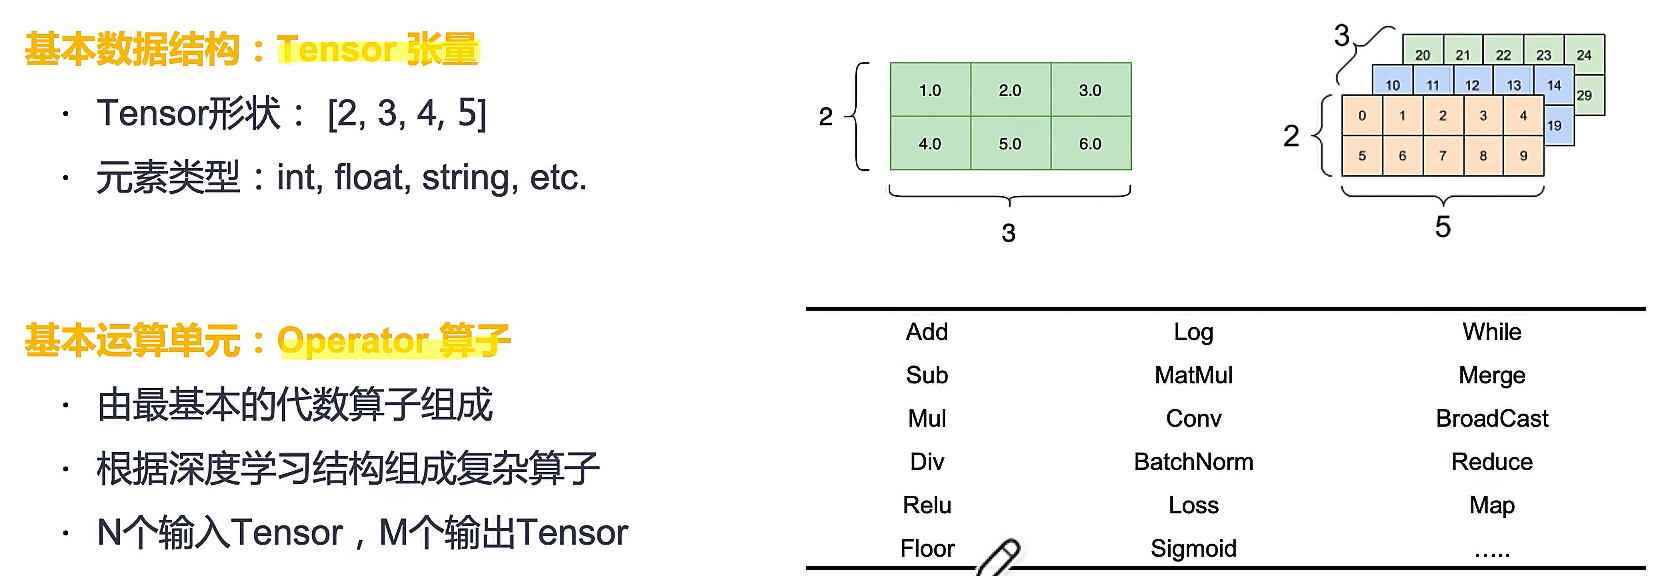 基本数据结构：Tensor 张量
· Tensor形状： [2, 3, 4, 5]
· 元素类型：int, float, string, etc.
2
1.0 2.0 3.0
4.0 5.0 6.0
3
3
20 21 22 23 24
29
10 11 12 13 14
19
2
0 1 2 3 4
5 6 7 8 9
5
基本运算单元：Operator 算子
· 由最基本的代数算子组成
· 根据深度学习结构组成复杂算子
· N个输入Tensor，M个输出Tensor
Add Log While
Sub MatMul Merge
Mul Conv BroadCast
Div BatchNorm Reduce
Relu Loss Map
Floor Sigmoid .....